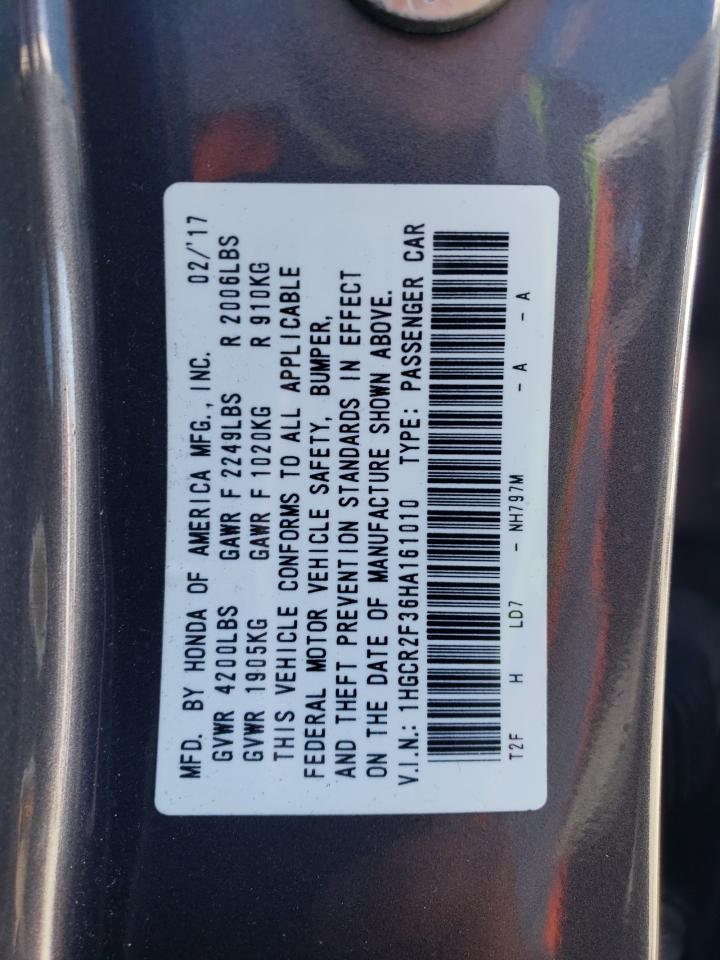 MFD. BY HONDA OF AMERICA MFG., INC. 02/'17
GVWR 4200LBS GAWR F 2249LBS R 2006LBS
GVWR 1905KG GAWR F 1020KG R 910KG
THIS VEHICLE CONFORMS TO ALL APPLICABLE
FEDERAL MOTOR VEHICLE SAFETY, BUMPER,
AND THEFT PREVENTION STANDARDS IN EFFECT
ON THE DATE OF MANUFACTURE SHOWN ABOVE.
V.I.N.: 1HGCR2F36HA161010 TYPE: PASSENGER CAR
T2F H LD7 - NH797M - A - A